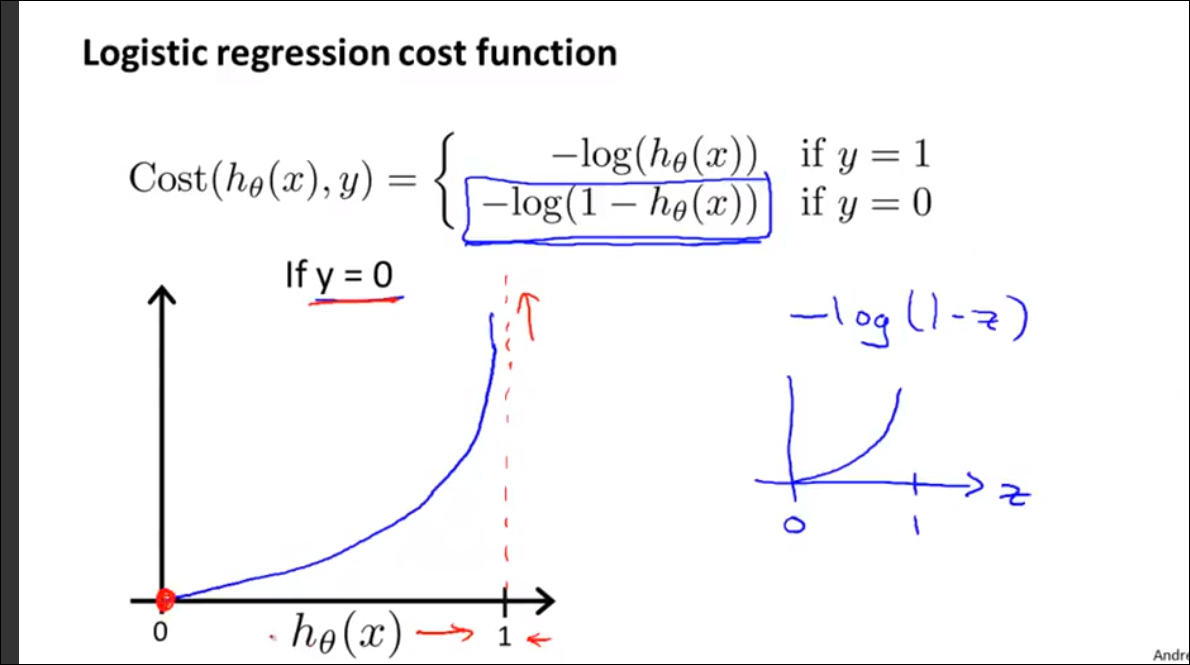 Logistic regression cost function
Cost(hθ(x), y) = { −log(hθ(x)) if y = 1
−log(1 − hθ(x)) if y = 0
If y = 0
−log(1-z)
z
0 1
0 hθ(x) → 1 ←
Andre